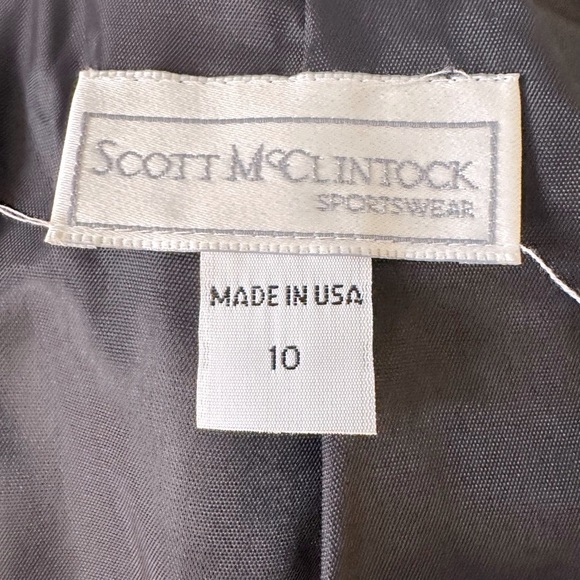 SCOTT McCLINTOCK
SPORTSWEAR
MADE IN USA
10